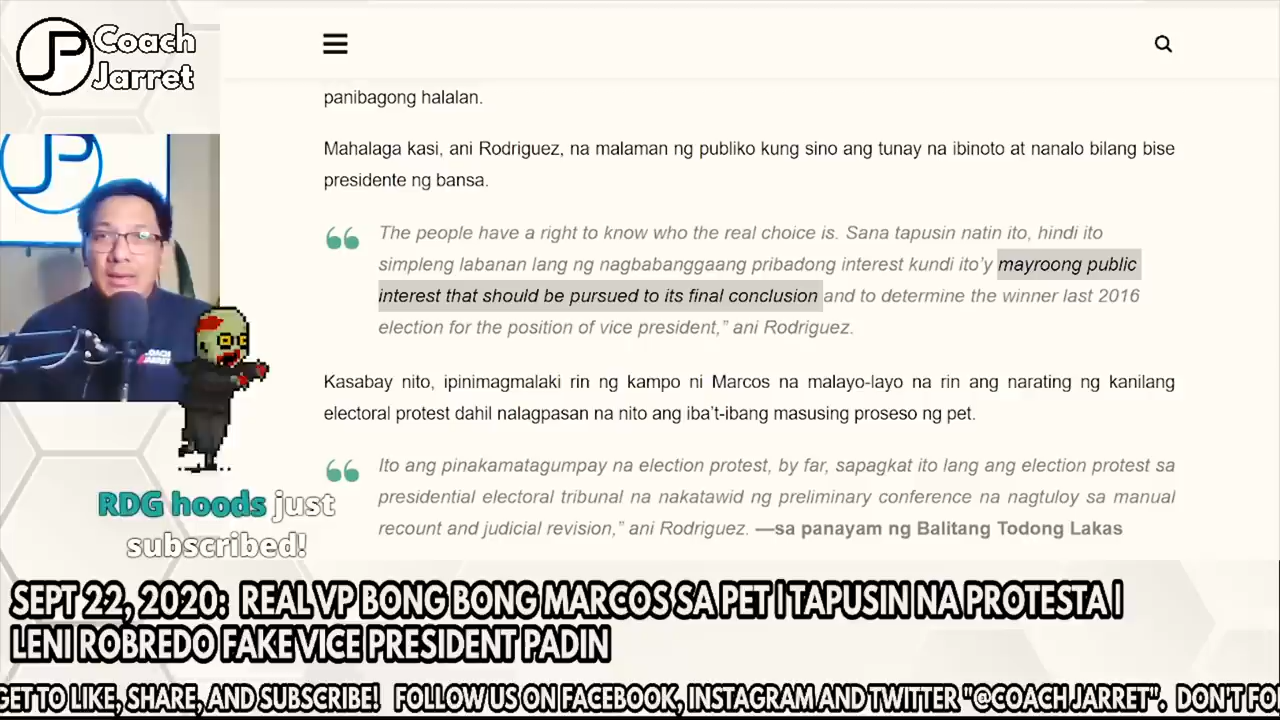 Coach
Jarret
panibagong halalan.
Mahalaga kasi, ani Rodriguez, na malaman ng publiko kung sino ang tunay na ibinoto at nanalo bilang bise
presidente ng bansa.
The people have a right to know who the real choice is. Sana tapusin natin ito, hindi ito
simpleng labanan lang ng nagbabanggaang pribadong interest kundi ito'y mayroong public
interest that should be pursued to its final conclusion and to determine the winner last 2016
election for the position of vice president,” ani Rodriguez.
Kasabay nito, ipinimagmalaki rin ng kampo ni Marcos na malayo-layo na rin ang narating ng kanilang
electoral protest dahil nalagpasan na nito ang iba't-ibang masusing proseso ng pet.
Ito ang pinakamatagumpay na election protest, by far, sapagkat ito lang ang election protest sa
presidential electoral tribunal na nakatawid ng preliminary conference na nagtuloy sa manual
recount and judicial revision,” ani Rodriguez. —sa panayam ng Balitang Todong Lakas
COACH
JARRET
RDG hoods just
subscribed!
SEPT 22, 2020: REAL VP BONG BONG MARCOS SA PET | TAPUSIN NA PROTESTA |
LENI ROBREDO FAKE VICE PRESIDENT PADIN
GET TO LIKE, SHARE, AND SUBSCRIBE! FOLLOW US ON FACEBOOK, INSTAGRAM AND TWITTER "@COACH JARRET". DON'T FO